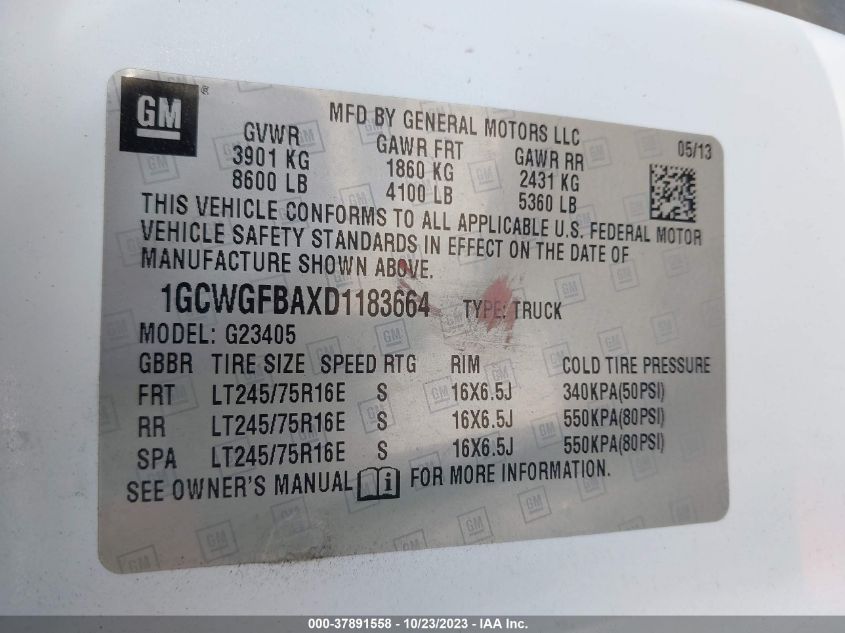 GM ®
MFD BY GENERAL MOTORS LLC
GVWR GAWR FRT GAWR RR 05/13
3901 KG 1860 KG 2431 KG
8600 LB 4100 LB 5360 LB
THIS VEHICLE CONFORMS TO ALL APPLICABLE U.S. FEDERAL MOTOR
VEHICLE SAFETY STANDARDS IN EFFECT ON THE DATE OF
MANUFACTURE SHOWN ABOVE.
1GCWGFBAXD1183664 TYPE: TRUCK
MODEL: G23405
GBBR TIRE SIZE SPEED RTG RIM COLD TIRE PRESSURE
FRT LT245/75R16E S 16X6.5J 340KPA(50PSI)
RR LT245/75R16E S 16X6.5J 550KPA(80PSI)
SPA LT245/75R16E S 16X6.5J 550KPA(80PSI)
SEE OWNER'S MANUAL i FOR MORE INFORMATION.
000-37891558 - 10/23/2023 - IAA Inc.